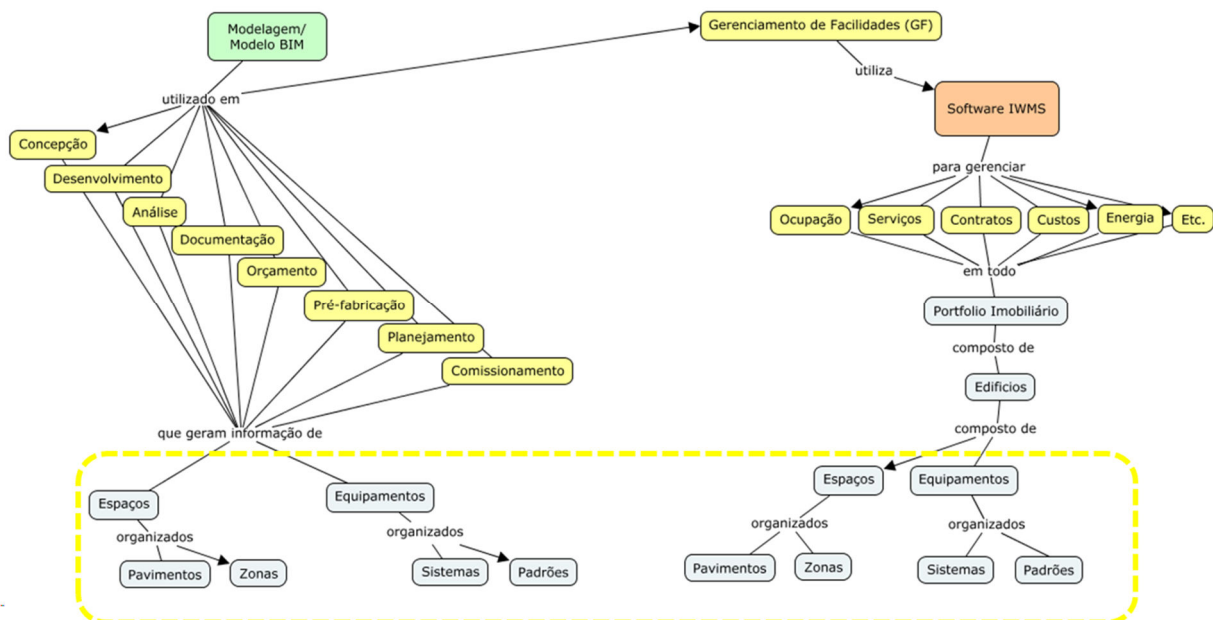 Modelagem/
Modelo BIM
Gerenciamento de Facilidades (GF)
utiliza
utilizado em
Software IWMS
Concepção
Desenvolvimento
Análise
Documentação
Orçamento
Pré-fabricação
Planejamento
Comissionamento
para gerenciar
Ocupação
Serviços
Contratos
Custos
Energia
Etc.
em todo
Portfolio Imobiliário
composto de
Edificios
composto de
que geram informação de
Espaços
organizados
Pavimentos
Zonas
Equipamentos
organizados
Sistemas
Padrões
Espaços
organizados
Pavimentos
Zonas
Equipamentos
organizados
Sistemas
Padrões